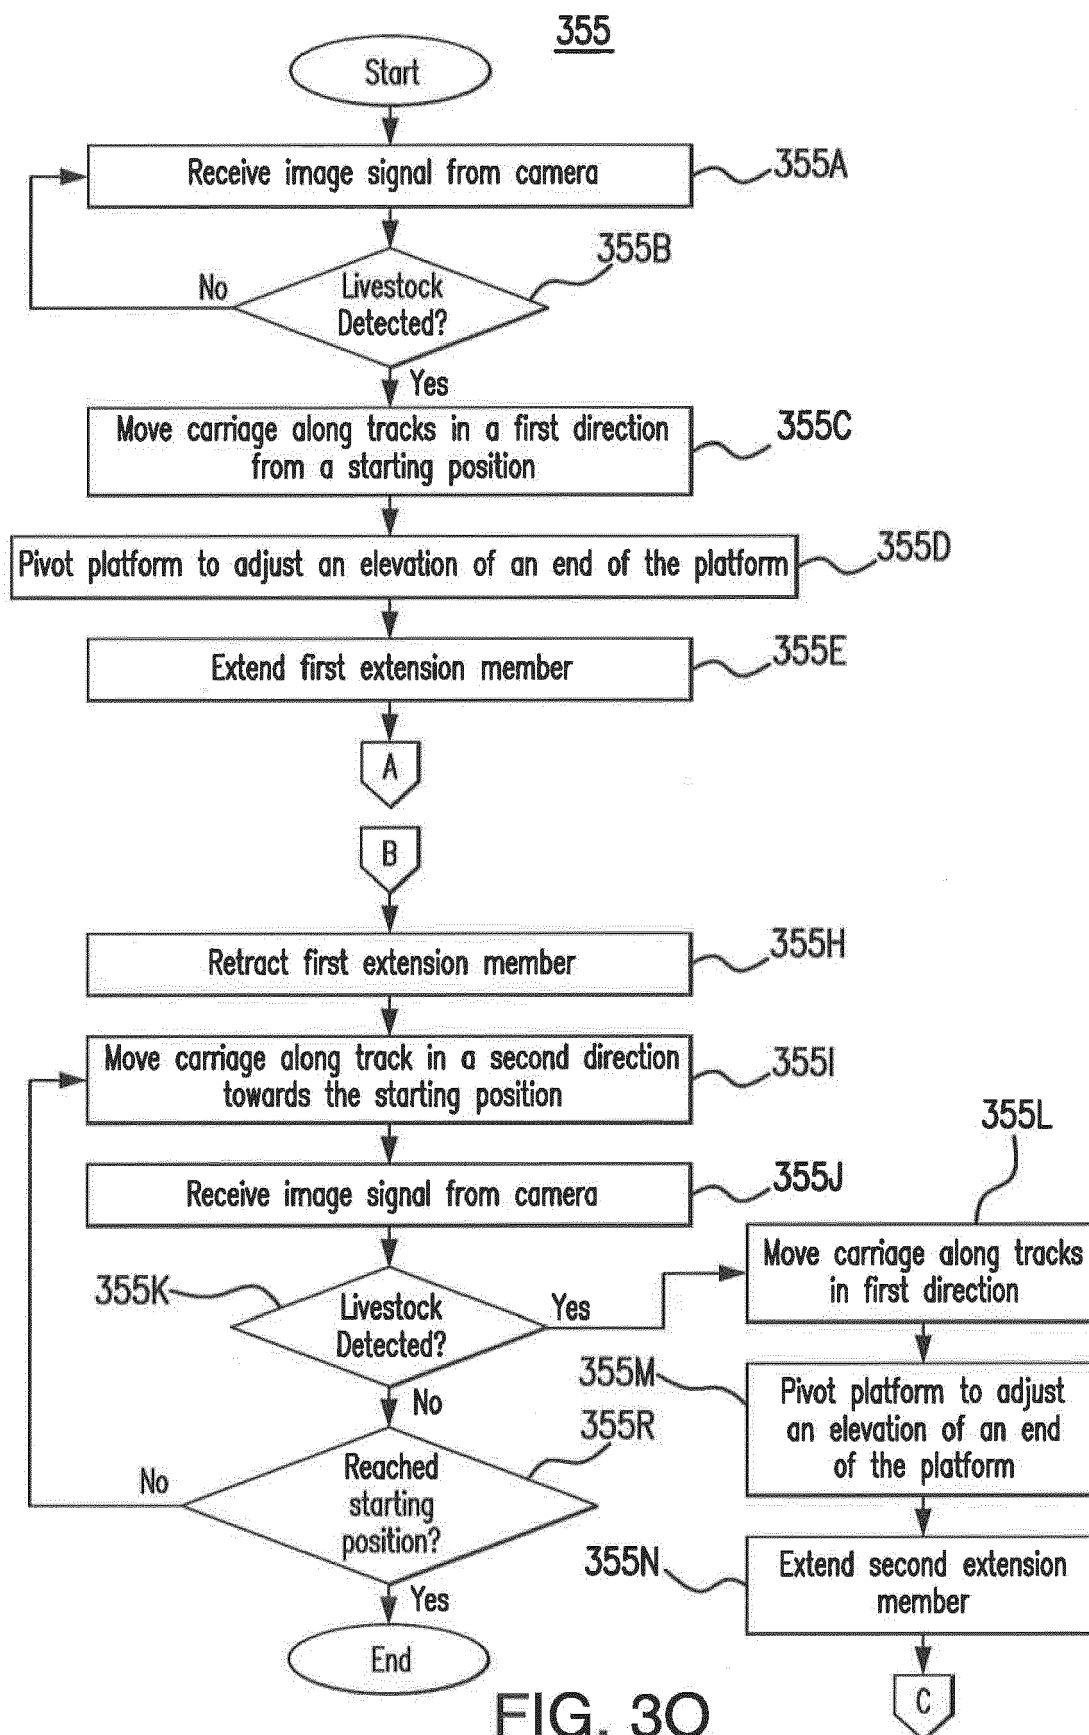 355
Start
Receive image signal from camera
355A
Livestock
Detected?
355B
No
Yes
Move carriage along tracks in a first direction
from a starting position
355C
Pivot platform to adjust an elevation of an end of the platform
355D
Extend first extension member
355E
A
B
Retract first extension member
355H
Move carriage along track in a second direction
towards the starting position
355I
Receive image signal from camera
355J
355K
Livestock
Detected?
Yes
No
355L
Move carriage along tracks
in first direction
355M
Pivot platform to adjust
an elevation of an end
of the platform
355R
Reached
starting
position?
No
Yes
355N
Extend second extension
member
C
End
FIG. 3O